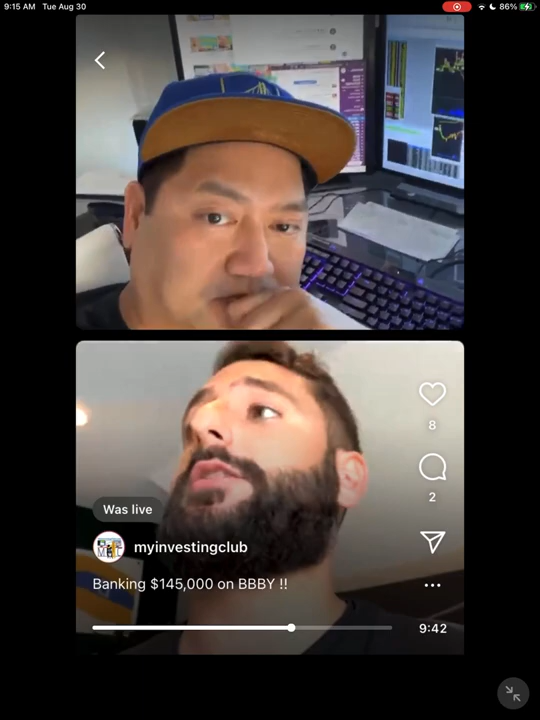 9:15 AM Tue Aug 30
86%
8
2
Was live
myinvestingclub
Banking $145,000 on BBBY !!
9:42